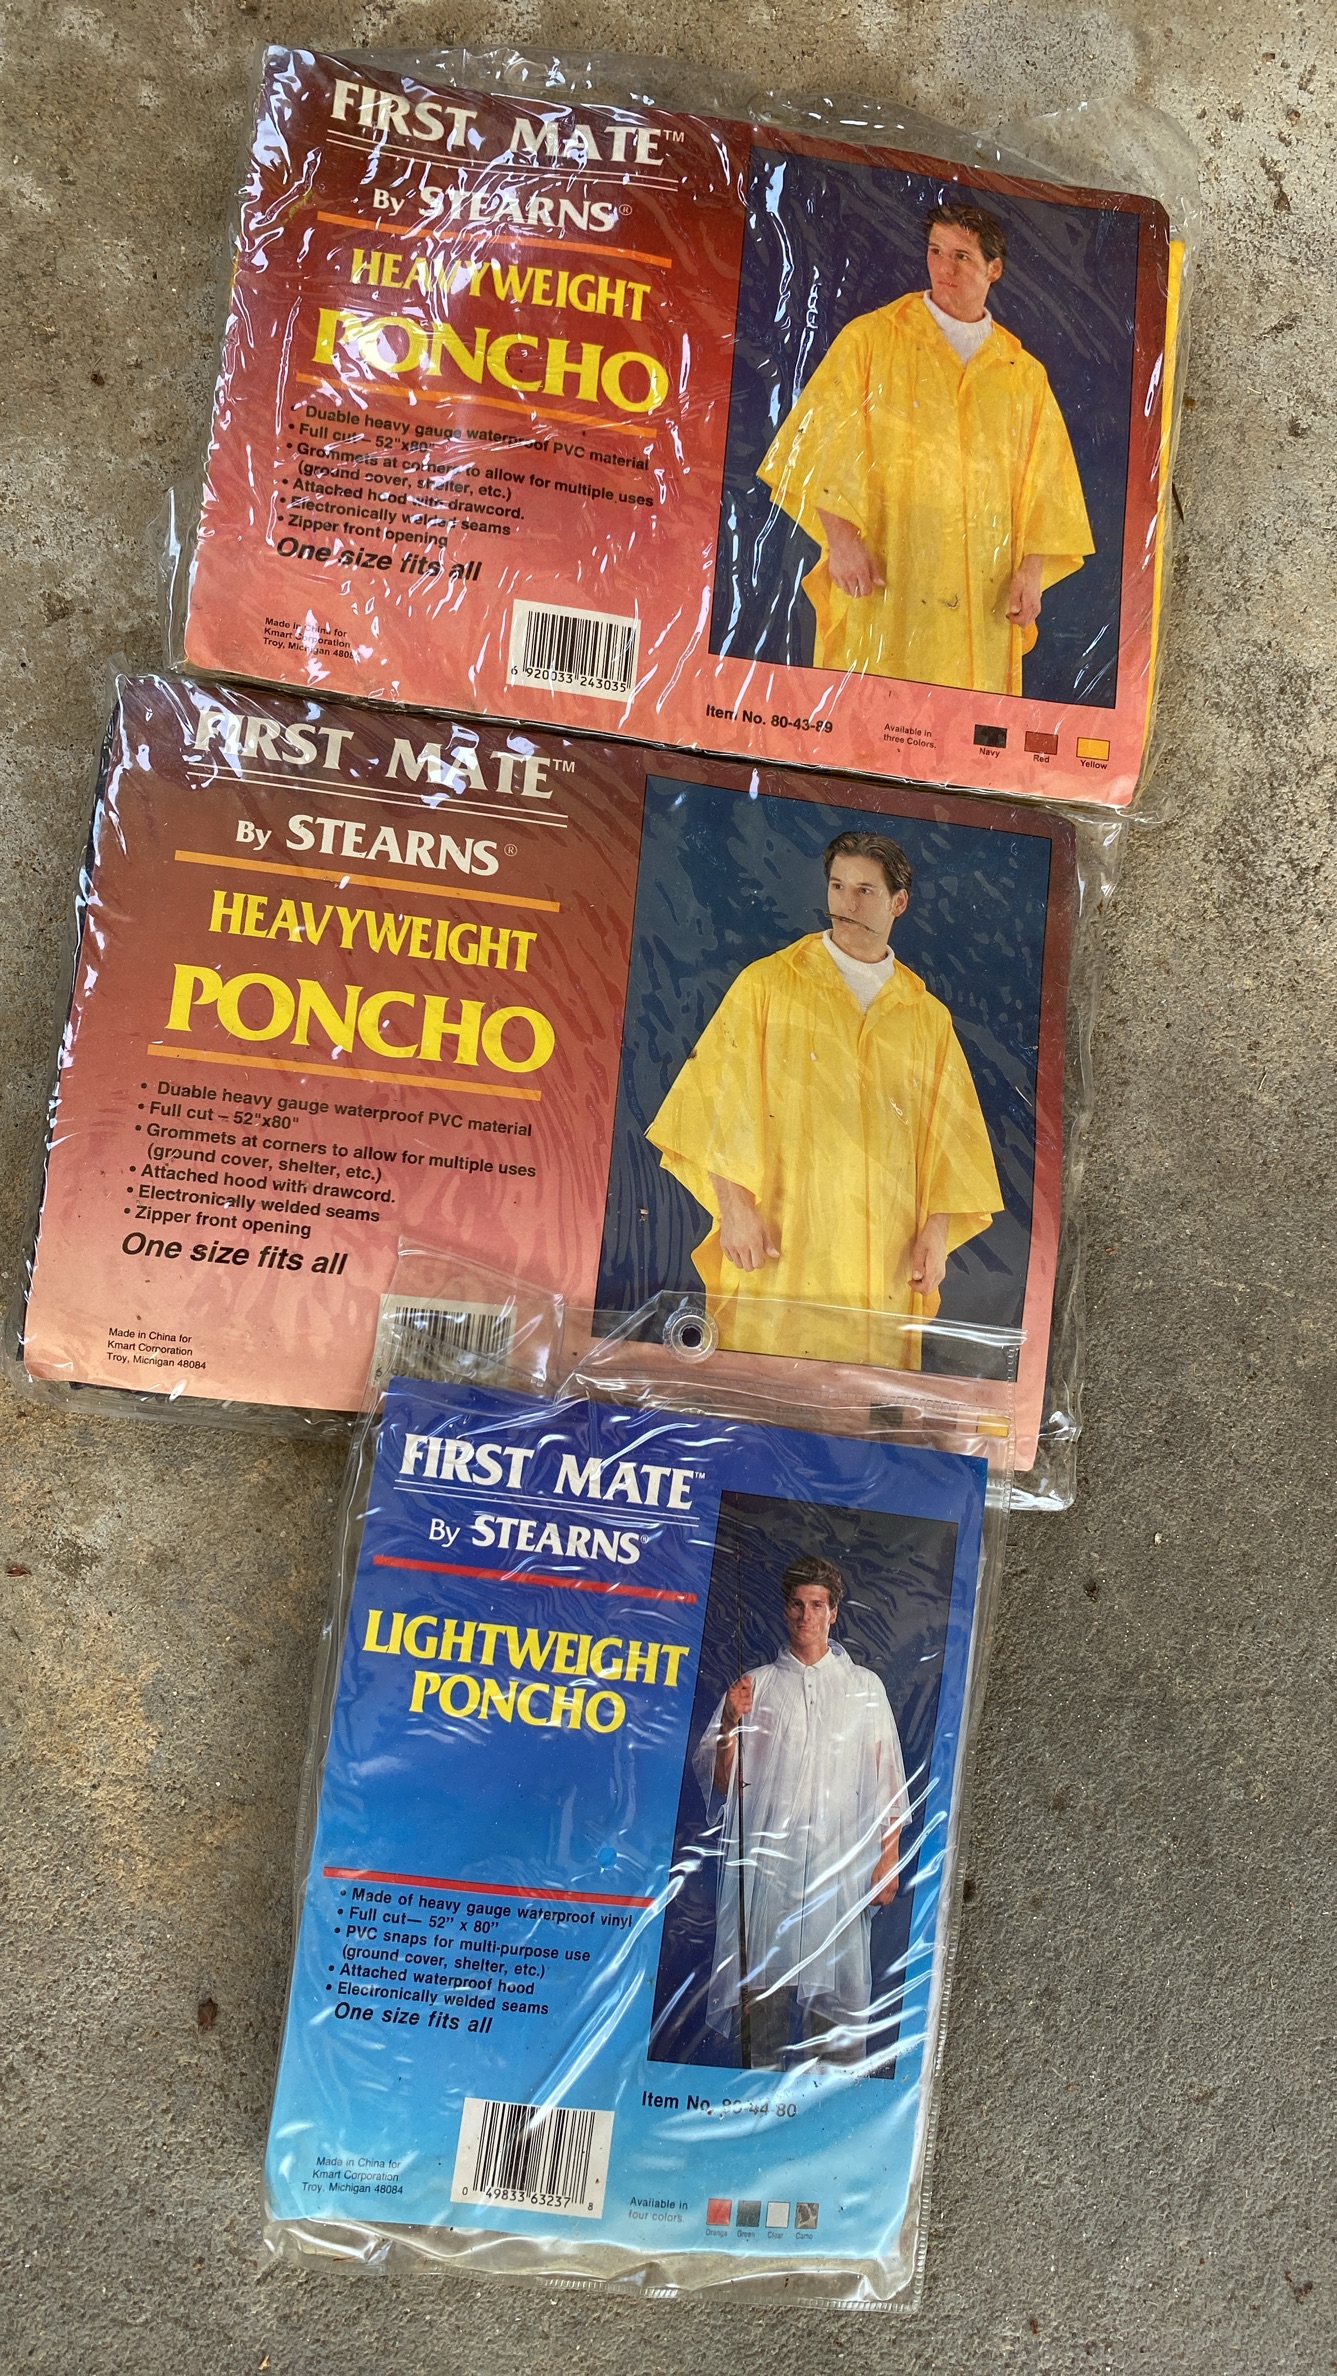 FIRST MATE™
By STEARNS®
HEAVYWEIGHT
PONCHO
• Duable heavy gauge waterproof PVC material
• Full cut – 52"x80"
• Grommets at corners to allow for multiple uses
(ground cover, shelter, etc.)
• Attached hood with drawcord.
• Electronically welded seams
• Zipper front opening
One size fits all
Made in China for
Kmart Corporation
Troy, Michigan 48084
6 920033 243035
Item No. 80-43-89
Available in
three Colors.
Navy
Red
Yellow
FIRST MATE™
By STEARNS®
HEAVYWEIGHT
PONCHO
• Duable heavy gauge waterproof PVC material
• Full cut – 52"x80"
• Grommets at corners to allow for multiple uses
(ground cover, shelter, etc.)
• Attached hood with drawcord.
• Electronically welded seams
• Zipper front opening
One size fits all
Made in China for
Kmart Corporation
Troy, Michigan 48084
FIRST MATE™
By STEARNS®
LIGHTWEIGHT
PONCHO
• Made of heavy gauge waterproof vinyl
• Full cut— 52” x 80”
• PVC snaps for multi-purpose use
(ground cover, shelter, etc.)
• Attached waterproof hood
• Electronically welded seams
One size fits all
Item No. 80-44-80
Made in China for
Kmart Corporation
Troy, Michigan 48084
0 49833 63237 8
Available in
four colors.
Orange
Green
Clear
Camo